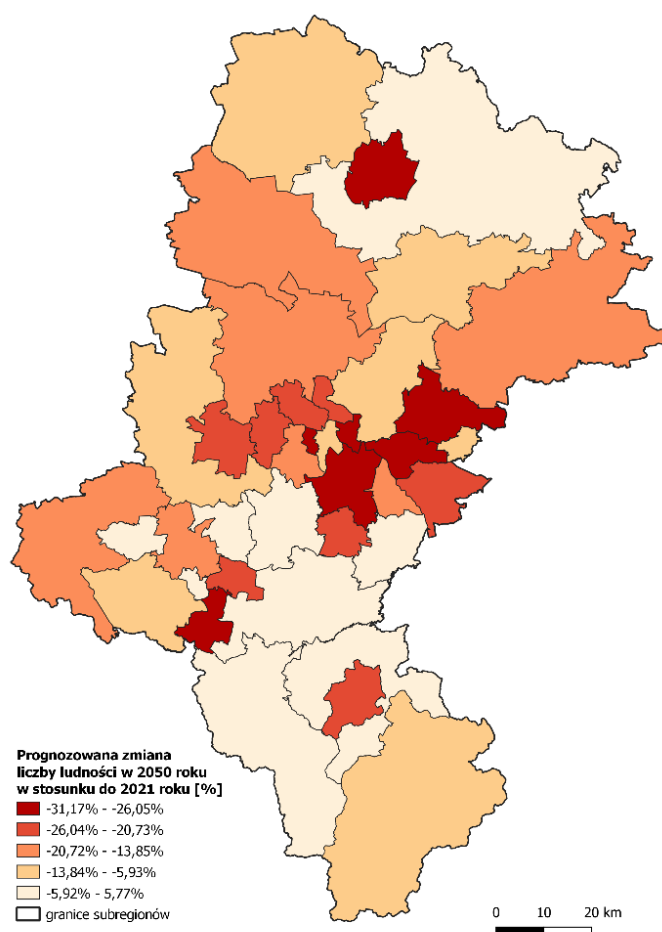 Prognozowana zmiana
liczby ludności w 2050 roku
w stosunku do 2021 roku [%]
-31,17% - -26,05%
-26,04% - -20,73%
-20,72% - -13,85%
-13,84% - -5,93%
-5,92% - 5,77%
granice subregionów
0 10 20 km